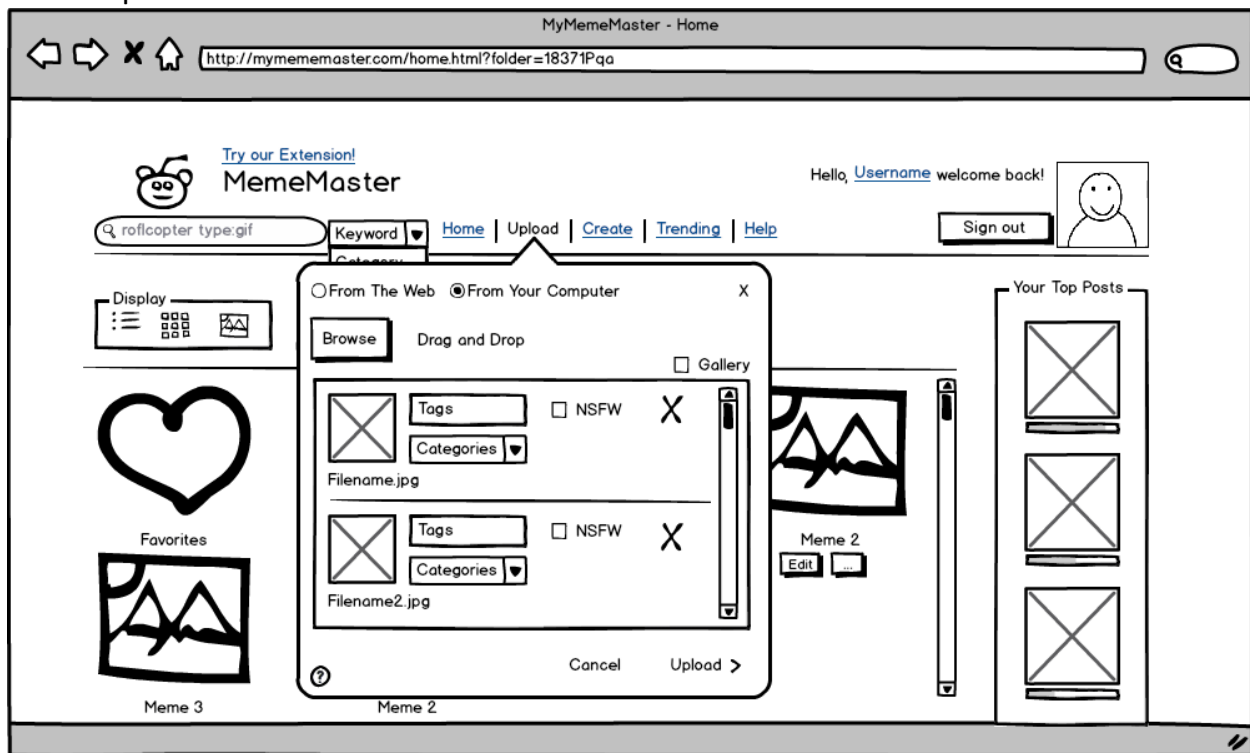 MyMemeMaster - Home
http://mymememaster.com/home.html?folder=18371Pqa
Try our Extension!
MemeMaster
Hello, Username welcome back!
roflcopter type:gif
Keyword
Home | Upload | Create | Trending | Help
Sign out
Category
From The Web From Your Computer X
Display
Your Top Posts
Browse Drag and Drop
Gallery
Tags NSFW X
Categories
Filename.jpg
Tags NSFW X
Categories
Filename2.jpg
Cancel Upload >
?
Favorites
Meme 2
Edit ...
Meme 3
Meme 2